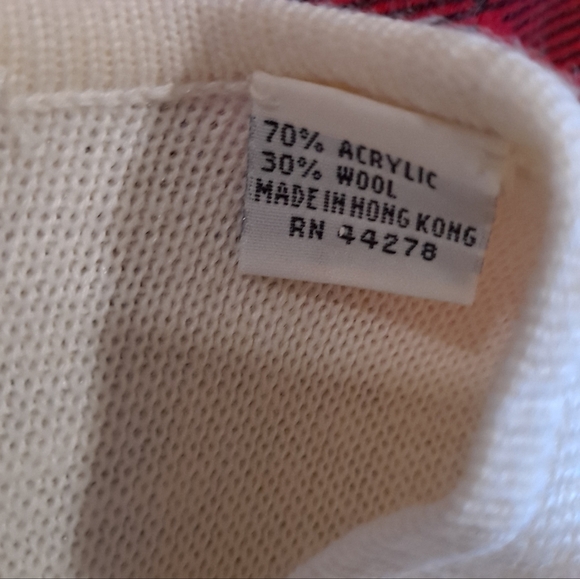 70% ACRYLIC
30% WOOL
MADE IN HONG KONG
RN 44278